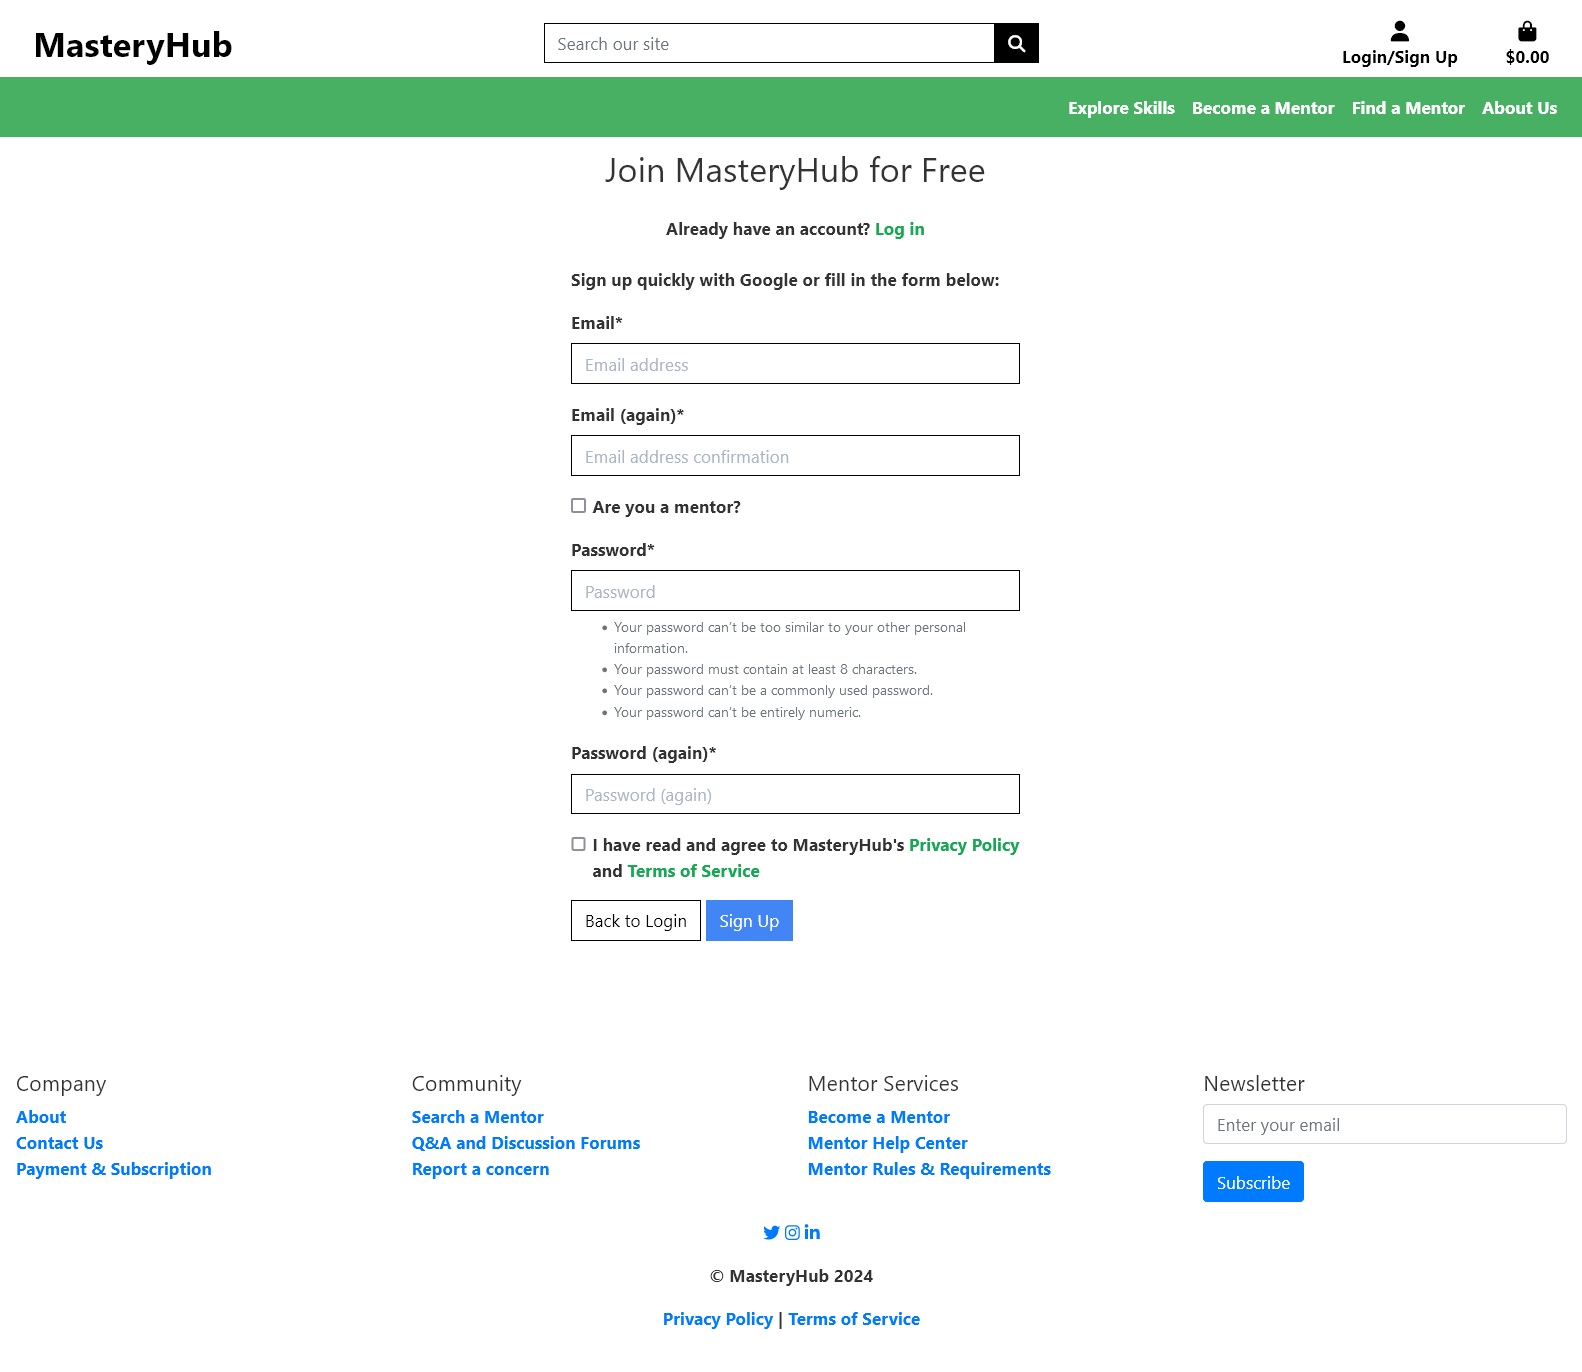 MasteryHub
Search our site
Login/Sign Up
$0.00
Explore Skills
Become a Mentor
Find a Mentor
About Us
Join MasteryHub for Free
Already have an account? Log in
Sign up quickly with Google or fill in the form below:
Email*
Email address
Email (again)*
Email address confirmation
Are you a mentor?
Password*
Password
• Your password can't be too similar to your other personal
information.
• Your password must contain at least 8 characters.
• Your password can't be a commonly used password.
• Your password can't be entirely numeric.
Password (again)*
Password (again)
I have read and agree to MasteryHub's Privacy Policy
and Terms of Service
Back to Login
Sign Up
Company
About
Contact Us
Payment & Subscription
Community
Search a Mentor
Q&A and Discussion Forums
Report a concern
Mentor Services
Become a Mentor
Mentor Help Center
Mentor Rules & Requirements
Newsletter
Enter your email
Subscribe
© MasteryHub 2024
Privacy Policy | Terms of Service